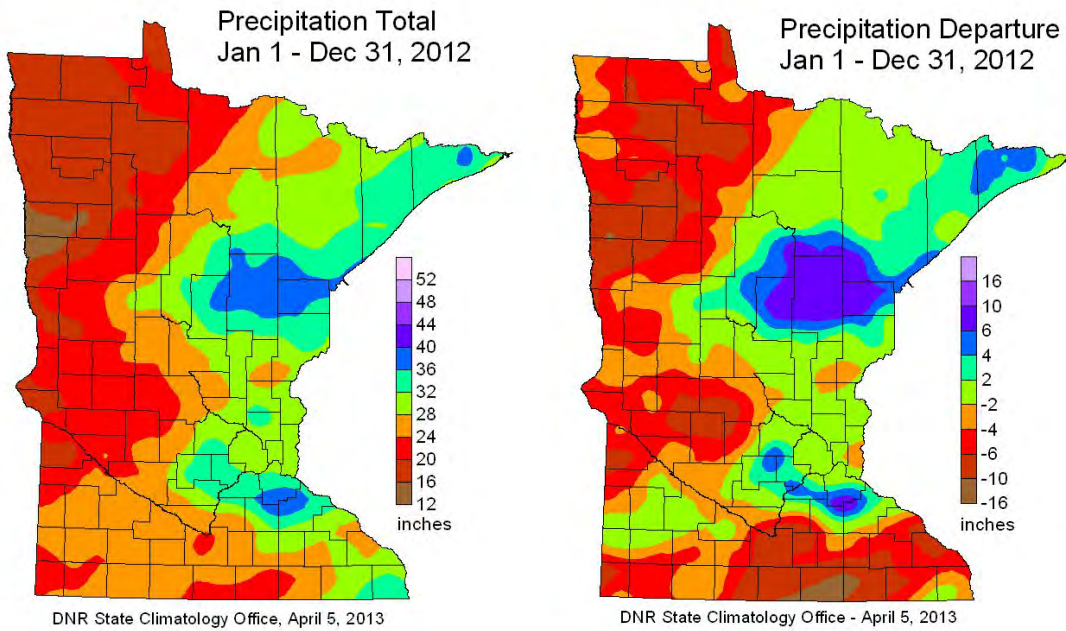 Precipitation Total
Jan 1 - Dec 31, 2012
52
48
44
40
36
32
28
24
20
16
12
inches
DNR State Climatology Office, April 5, 2013
Precipitation Departure
Jan 1 - Dec 31, 2012
16
10
6
4
2
-2
-4
-6
-10
-16
inches
DNR State Climatology Office - April 5, 2013